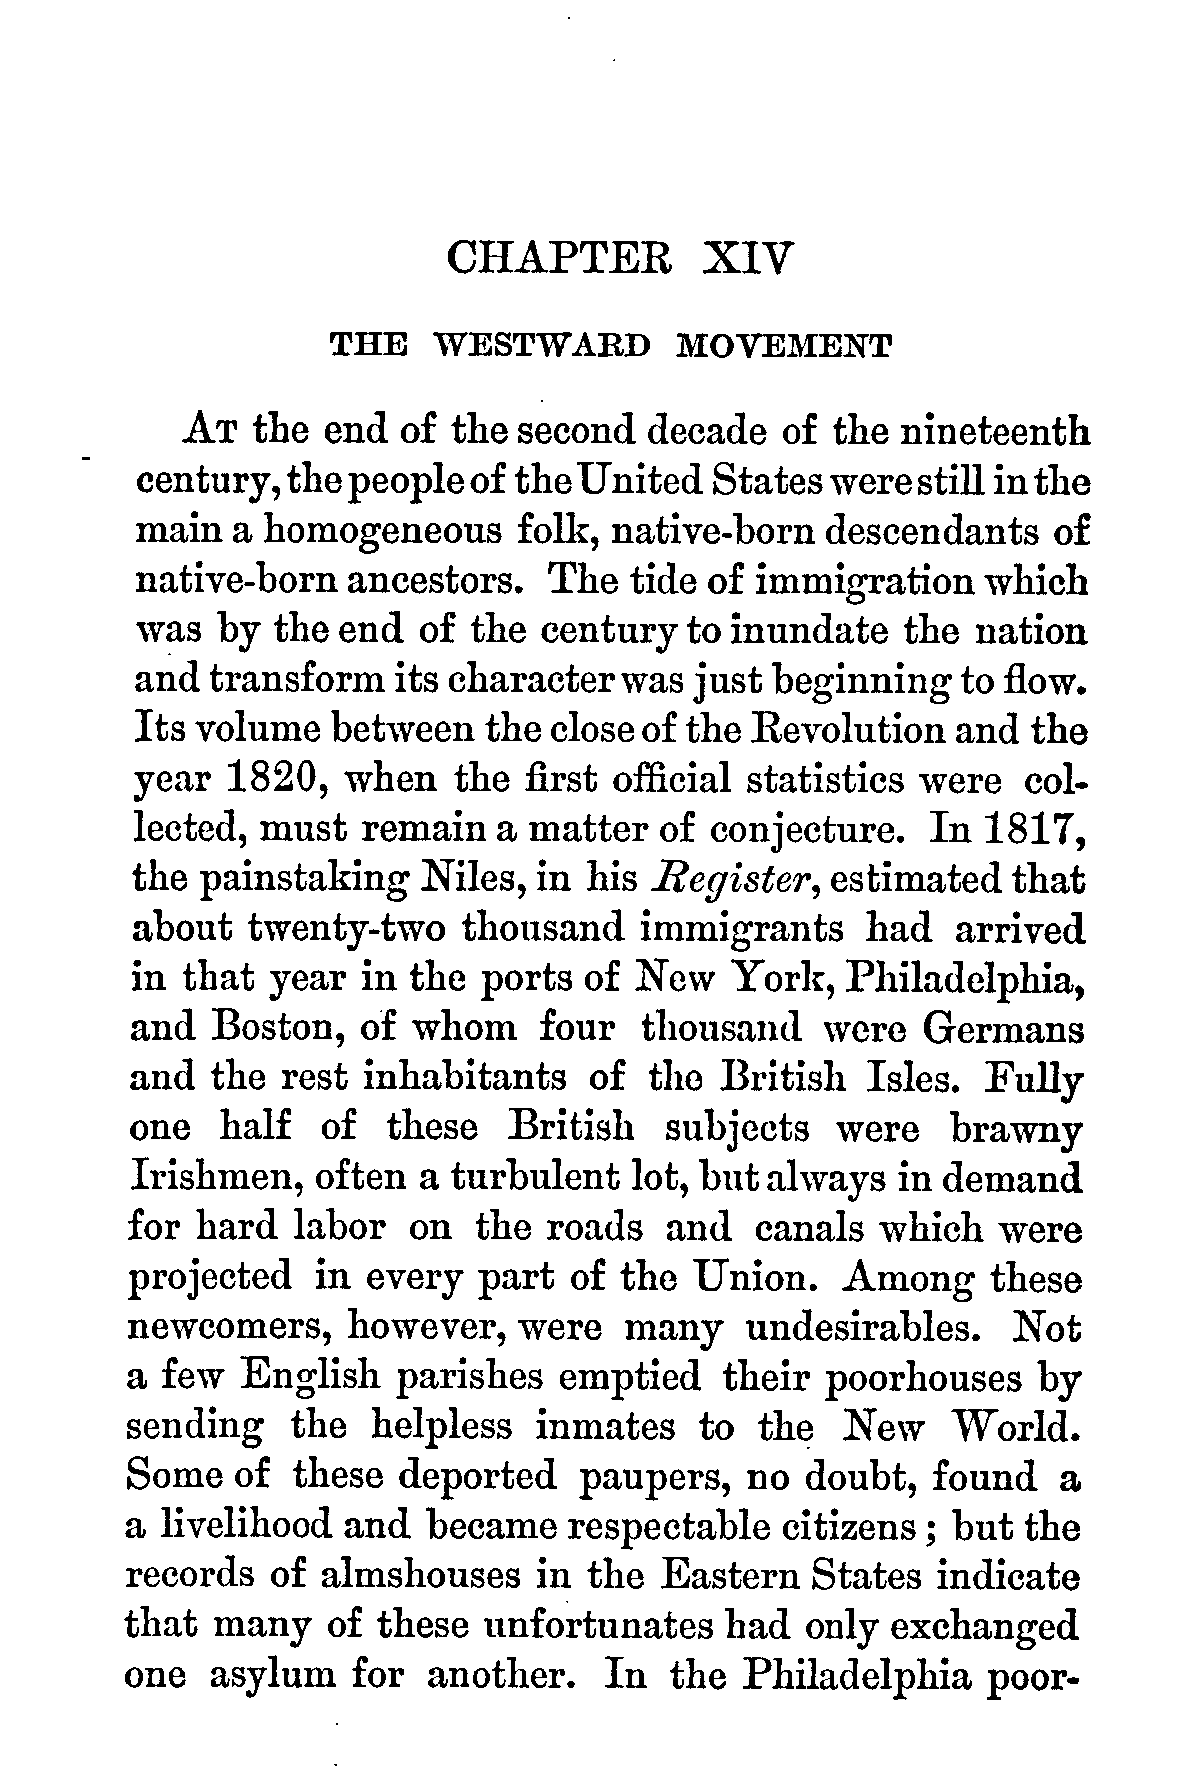 CHAPTER XIV
THE WESTWARD MOVEMENT
At the end of the second decade of the nineteenth
century, the people of the United States were still in the
main a homogeneous folk, native-born descendants of
native-born ancestors. The tide of immigration which
was by the end of the century to inundate the nation
and transform its character was just beginning to flow.
Its volume between the close of the Revolution and the
year 1820, when the first official statistics were col-
lected, must remain a matter of conjecture. In 1817,
the painstaking Niles, in his Register, estimated that
about twenty-two thousand immigrants had arrived
in that year in the ports of New York, Philadelphia,
and Boston, of whom four thousand were Germans
and the rest inhabitants of the British Isles. Fully
one half of these British subjects were brawny
Irishmen, often a turbulent lot, but always in demand
for hard labor on the roads and canals which were
projected in every part of the Union. Among these
newcomers, however, were many undesirables. Not
a few English parishes emptied their poorhouses by
sending the helpless inmates to the New World.
Some of these deported paupers, no doubt, found a
a livelihood and became respectable citizens; but the
records of almshouses in the Eastern States indicate
that many of these unfortunates had only exchanged
one asylum for another. In the Philadelphia poor-